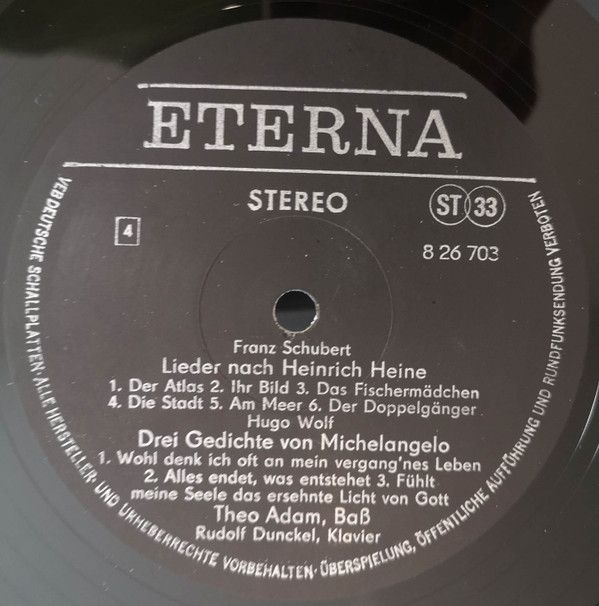 ETERNA
STEREO
ST 33
4
8 26 703
Franz Schubert
Lieder nach Heinrich Heine
1. Der Atlas 2. Ihr Bild 3. Das Fischermädchen
4. Die Stadt 5. Am Meer 6. Der Doppelgänger
Hugo Wolf
Drei Gedichte von Michelangelo
1. Wohl denk ich oft an mein vergang'nes Leben
2. Alles endet, was entstehet 3. Fühlt
meine Seele das ersehnte Licht von Gott
Theo Adam, Baß
Rudolf Dunckel, Klavier
VEB DEUTSCHE SCHALLPLATTEN · ALLE HERSTELLER- UND URHEBERRECHTE VORBEHALTEN · ÜBERSPIELUNG, ÖFFENTLICHE AUFFÜHRUNG UND RUNDFUNKSENDUNG VERBOTEN